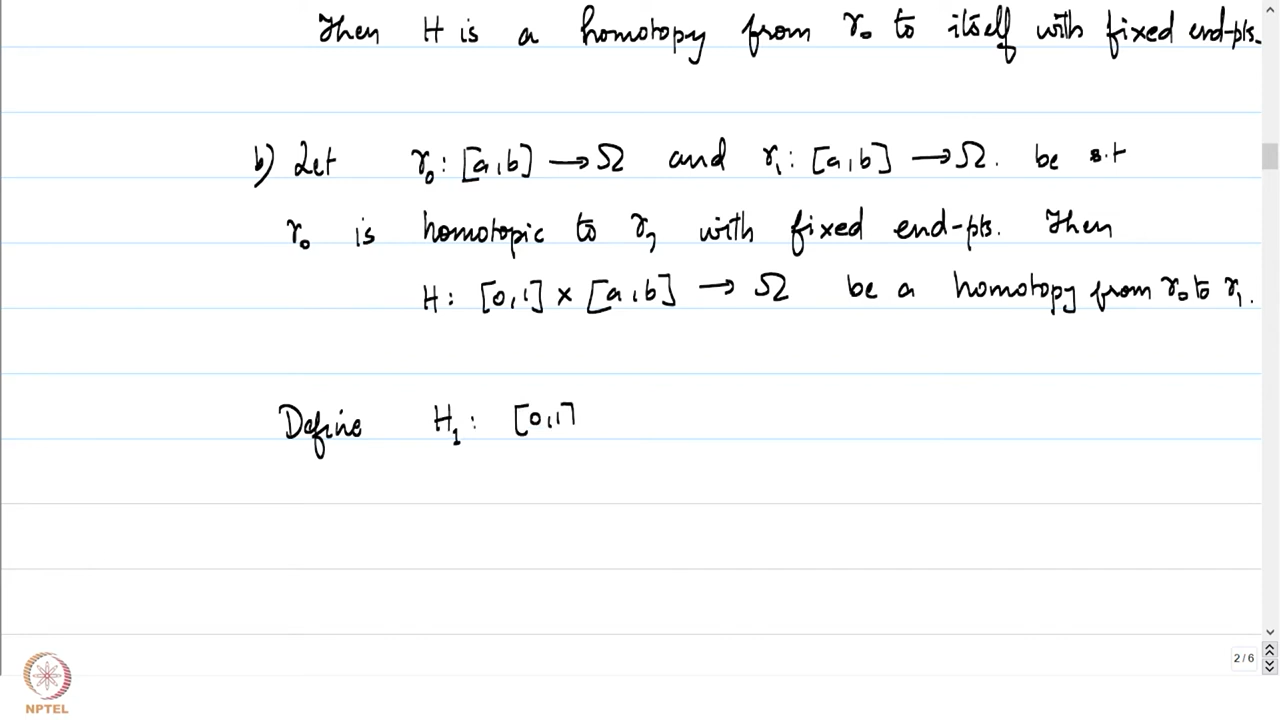 Then H is a homotopy from γ₀ to itself with fixed end-pts.
b) Let γ₀ : [a,b] → Ω and γ₁ : [a,b] → Ω. be s.t
γ₀ is homotopic to γ₁ with fixed end-pts. Then
H : [0,1] × [a,b] → Ω be a homotopy from γ₀ to γ₁.
Define H₁ : [0,1]
2 / 6
NPTEL